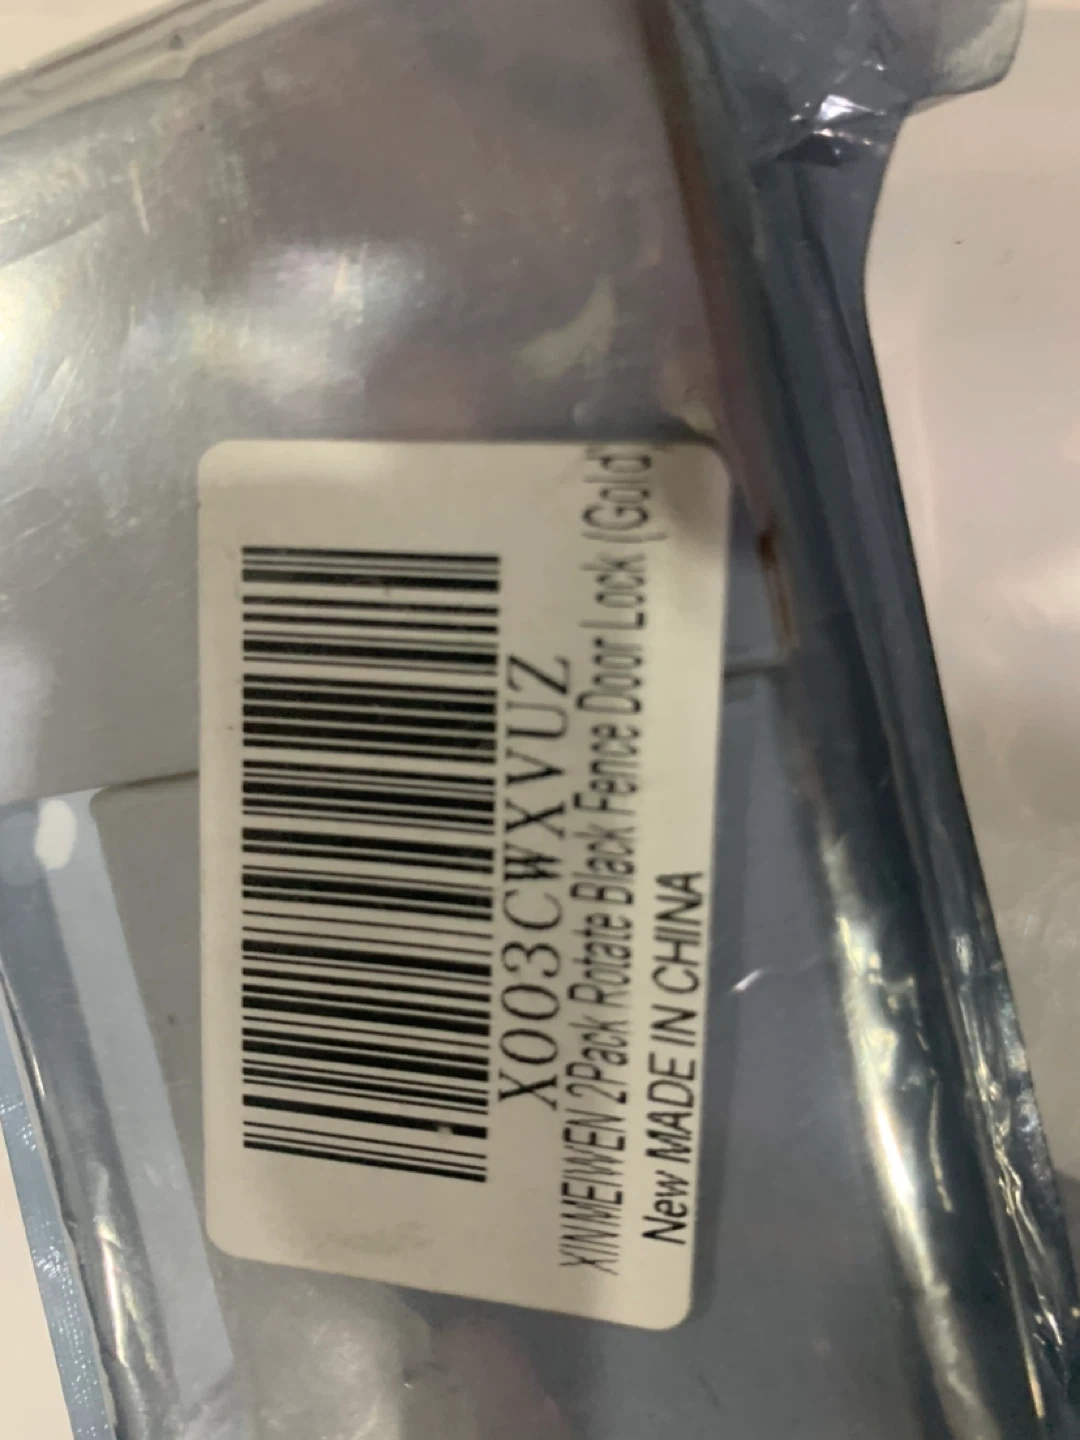 X003CWXVUZ
XINMEIWEN 2Pack Rotate Black Fence Door Lock (Gold)
New MADE IN CHINA